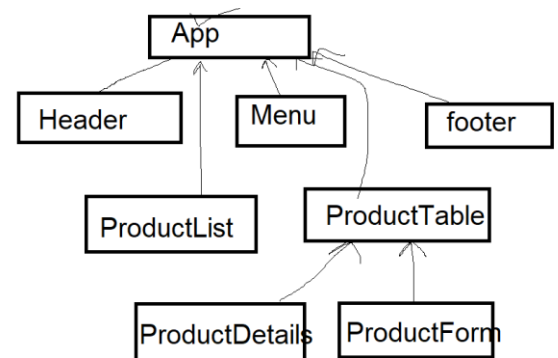 App
Header
Menu
footer
ProductList
ProductTable
ProductDetails
ProductForm